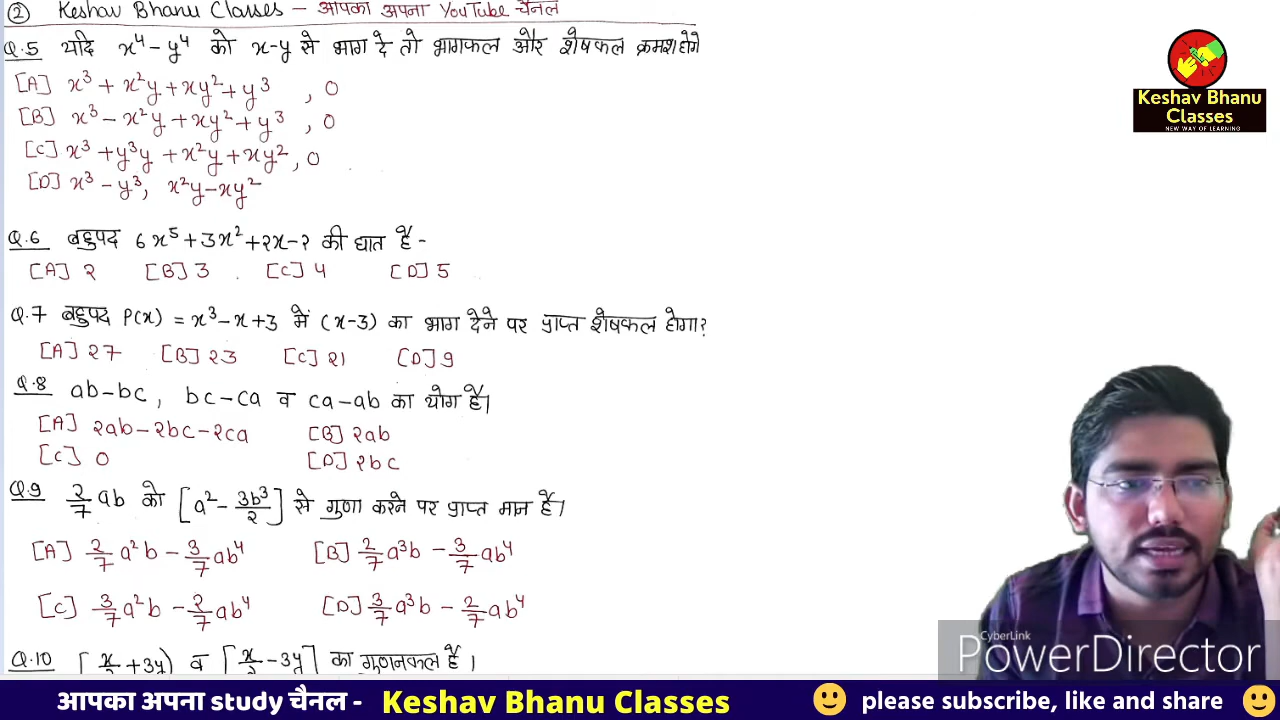 ② Keshav Bhanu Classes - आपका अपना YouTube चैनल
Q.5 यदि x⁴-y⁴ को x-y से भाग दे तो भागफल और शेषफल क्रमश होंगे
[A] x³ + x²y + xy² + y³ , 0
[B] x³ - x²y + xy² + y³ , 0
[C] x³ + y³y + x²y + xy² , 0
[D] x³ - y³, x²y-xy²
Q.6 बहुपद 6x⁵+3x²+2x-2 की घात हैं -
[A] 2 [B] 3 [C] 4 [D] 5
Q.7 बहुपद P(x) = x³-x+3 में (x-3) का भाग देने पर प्राप्त शेषफल होगा?
[A] 27 [B] 23 [C] 21 [D] 9
Q.8 ab-bc, bc-ca व ca-ab का योग हैं।
[A] 2ab-2bc-2ca [B] 2ab
[C] 0 [D] 2bc
Q.9 2/7 ab को [a² - 3b³/2] से गुणा करने पर प्राप्त मान हैं।
[A] 2/7 a²b - 3/7 ab⁴ [B] 2/7 a³b - 3/7 ab⁴
[C] 3/7 a²b - 2/7 ab⁴ [D] 3/7 a³b - 2/7 ab⁴
Q.10 +3y) व -3y] का गुणनफल हैं।
Keshav Bhanu
Classes
NEW WAY OF LEARNING
CyberLink
PowerDirector
आपका अपना study चैनल - Keshav Bhanu Classes please subscribe, like and share